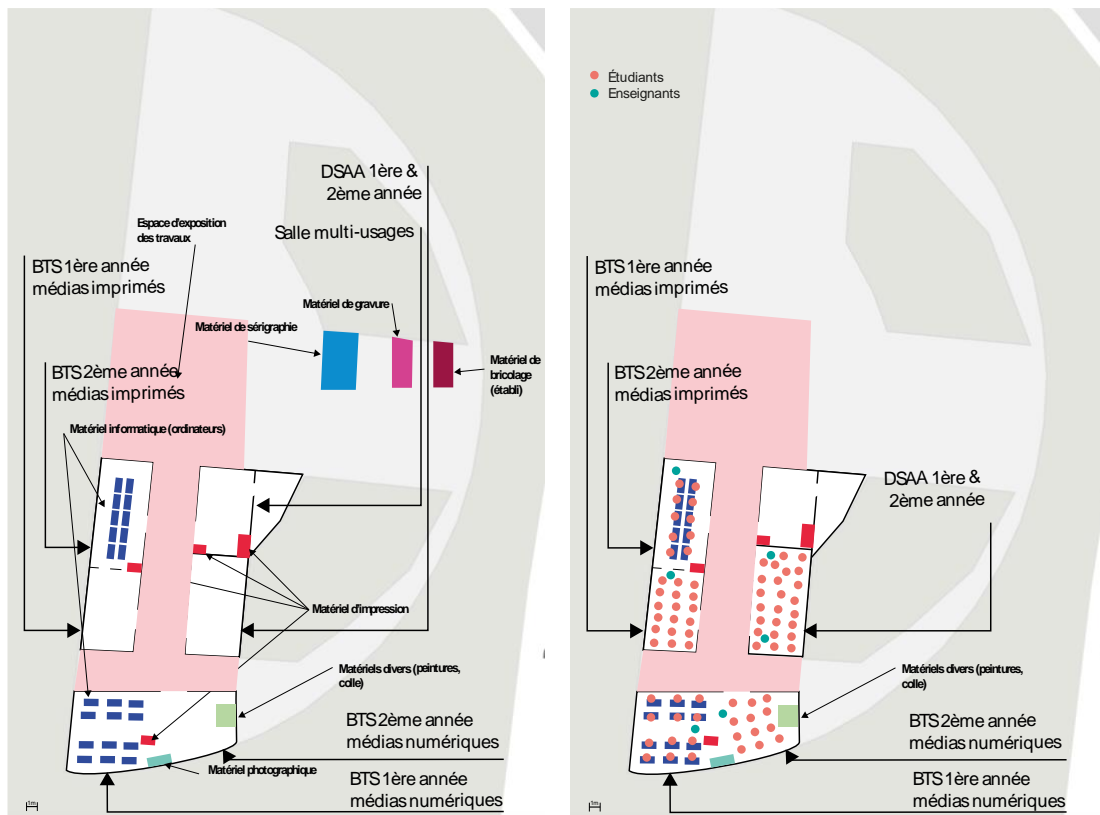 DSAA 1ère &
2ème année
Espace d'exposition
des travaux
Salle multi-usages
BTS 1ère année
médias imprimés
Matériel de gravure
Matériel de sérigraphie
Matériel de
bricolage
(établi)
BTS 2ème année
médias imprimés
Matériel informatique (ordinateurs)
Matériel d'impression
Matériels divers (peintures,
colle)
BTS 2ème année
médias numériques
Matériel photographique
BTS 1ère année
médias numériques
1m
Étudiants
Enseignants
BTS 1ère année
médias imprimés
BTS 2ème année
médias imprimés
DSAA 1ère &
2ème année
Matériels divers (peintures,
colle)
BTS 2ème année
médias numériques
BTS 1ère année
médias numériques
1m